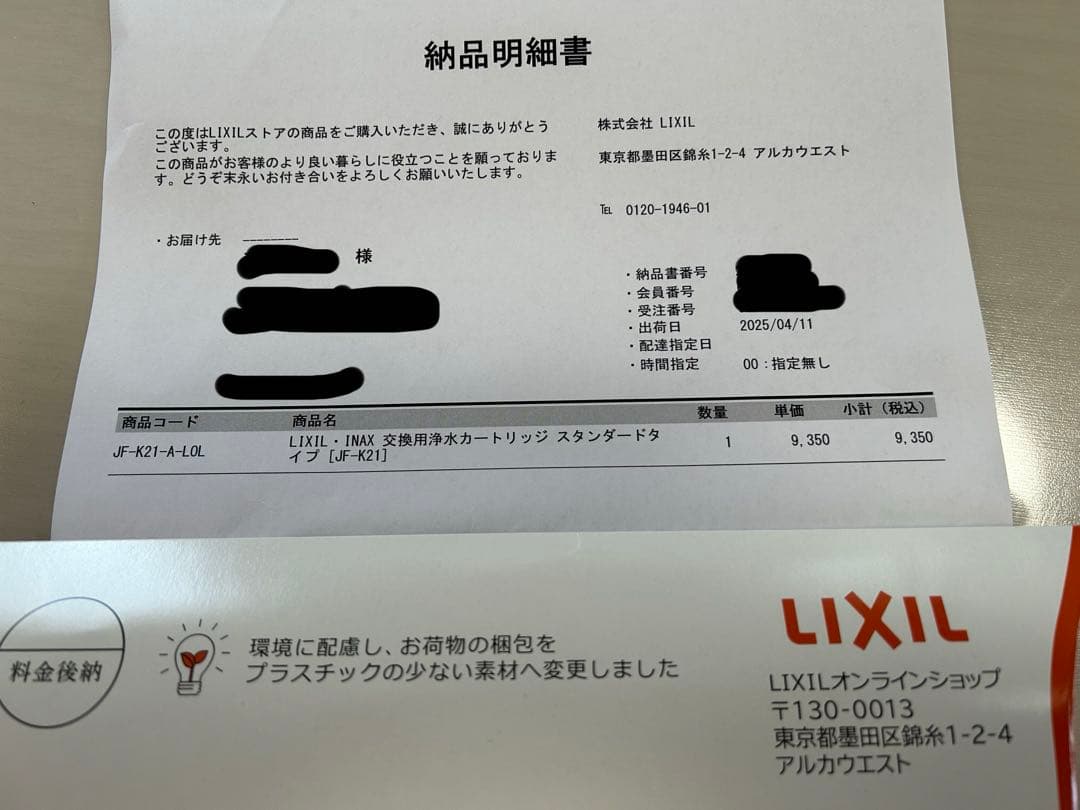 納品明細書
この度はLIXILストアの商品をご購入いただき、誠にありがとう
ございます。
この商品がお客様のより良い暮らしに役立つことを願っておりま
す。どうぞ末永いお付き合いをよろしくお願いいたします。
株式会社 LIXIL
東京都墨田区錦糸1-2-4 アルカウエスト
℡ 0120-1946-01
・お届け先 --------
様
・納品書番号
・会員番号
・受注番号
・出荷日 2025/04/11
・配達指定日
・時間指定 00：指定無し
商品コード 商品名 数量 単価 小計（税込）
JF-K21-A-LOL LIXIL・INAX 交換用浄水カートリッジ スタンダードタ 1 9,350 9,350
イプ [JF-K21]
料金後納
環境に配慮し、お荷物の梱包を
プラスチックの少ない素材へ変更しました
LIXIL
LIXILオンラインショップ
〒130-0013
東京都墨田区錦糸1-2-4
アルカウエスト